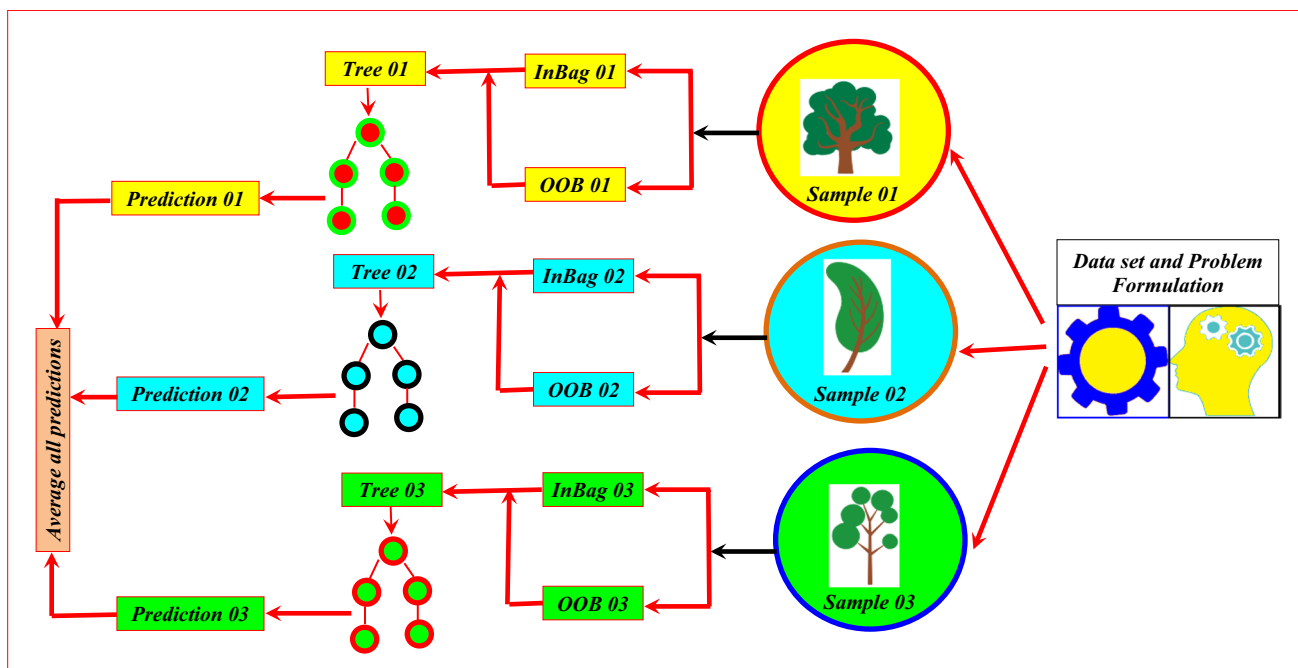 Tree 01
InBag 01
OOB 01
Sample 01
Prediction 01
Tree 02
InBag 02
OOB 02
Sample 02
Prediction 02
Data set and Problem
Formulation
Average all predictions
Tree 03
InBag 03
OOB 03
Sample 03
Prediction 03